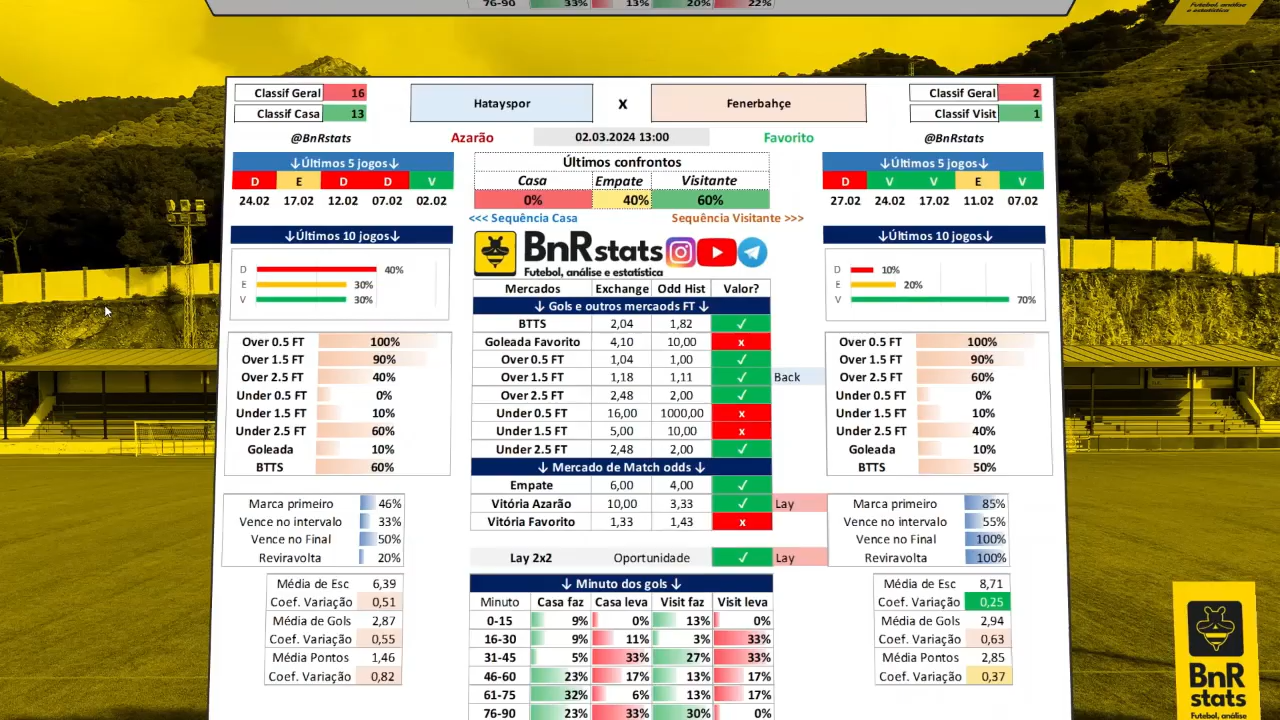 76-90 33% 13% 20% 22%
Futebol, análise
e estatística
Classif Geral 16
Classif Casa 13
Hatayspor x Fenerbahçe
Classif Geral 2
Classif Visit 1
@BnRstats Azarão 02.03.2024 13:00 Favorito @BnRstats
↓Últimos 5 jogos↓
D E D D V
24.02 17.02 12.02 07.02 02.02
Últimos confrontos
Casa Empate Visitante
0% 40% 60%
<<< Sequência Casa Sequência Visitante >>>
↓Últimos 5 jogos↓
D V V E V
27.02 24.02 17.02 11.02 07.02
↓Últimos 10 jogos↓
D 40%
E 30%
V 30%
BnRstats
Futebol, análise e estatística
↓Últimos 10 jogos↓
D 10%
E 20%
V 70%
Over 0.5 FT 100%
Over 1.5 FT 90%
Over 2.5 FT 40%
Under 0.5 FT 0%
Under 1.5 FT 10%
Under 2.5 FT 60%
Goleada 10%
BTTS 60%
Mercados Exchange Odd Hist Valor?
↓ Gols e outros mercaods FT ↓
BTTS 2,04 1,82 ✓
Goleada Favorito 4,10 10,00 x
Over 0.5 FT 1,04 1,00 ✓
Over 1.5 FT 1,18 1,11 ✓ Back
Over 2.5 FT 2,48 2,00 ✓
Under 0.5 FT 16,00 1000,00 x
Under 1.5 FT 5,00 10,00 x
Under 2.5 FT 2,48 2,00 ✓
↓ Mercado de Match odds ↓
Empate 6,00 4,00 ✓
Vitória Azarão 10,00 3,33 ✓ Lay
Vitória Favorito 1,33 1,43 x
Lay 2x2 Oportunidade ✓ Lay
Over 0.5 FT 100%
Over 1.5 FT 90%
Over 2.5 FT 60%
Under 0.5 FT 0%
Under 1.5 FT 10%
Under 2.5 FT 40%
Goleada 10%
BTTS 50%
Marca primeiro 46%
Vence no intervalo 33%
Vence no Final 50%
Reviravolta 20%
Marca primeiro 85%
Vence no intervalo 55%
Vence no Final 100%
Reviravolta 100%
Média de Esc 6,39
Coef. Variação 0,51
Média de Gols 2,87
Coef. Variação 0,55
Média Pontos 1,46
Coef. Variação 0,82
↓ Minuto dos gols ↓
Minuto Casa faz Casa leva Visit faz Visit leva
0-15 9% 0% 13% 0%
16-30 9% 11% 3% 33%
31-45 5% 33% 27% 33%
46-60 23% 17% 13% 17%
61-75 32% 6% 13% 17%
76-90 23% 33% 30% 0%
Média de Esc 8,71
Coef. Variação 0,25
Média de Gols 2,94
Coef. Variação 0,63
Média Pontos 2,85
Coef. Variação 0,37
BnR
stats
Futebol, análise